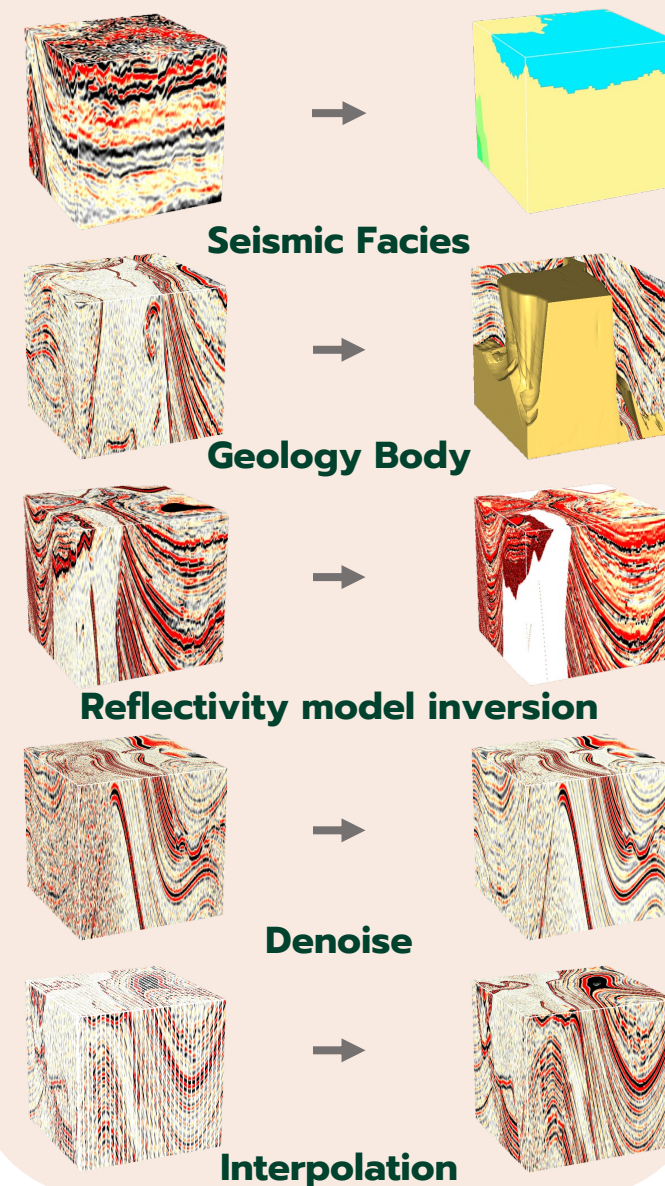 Seismic Facies
Geology Body
Reflectivity model inversion
Denoise
Interpolation